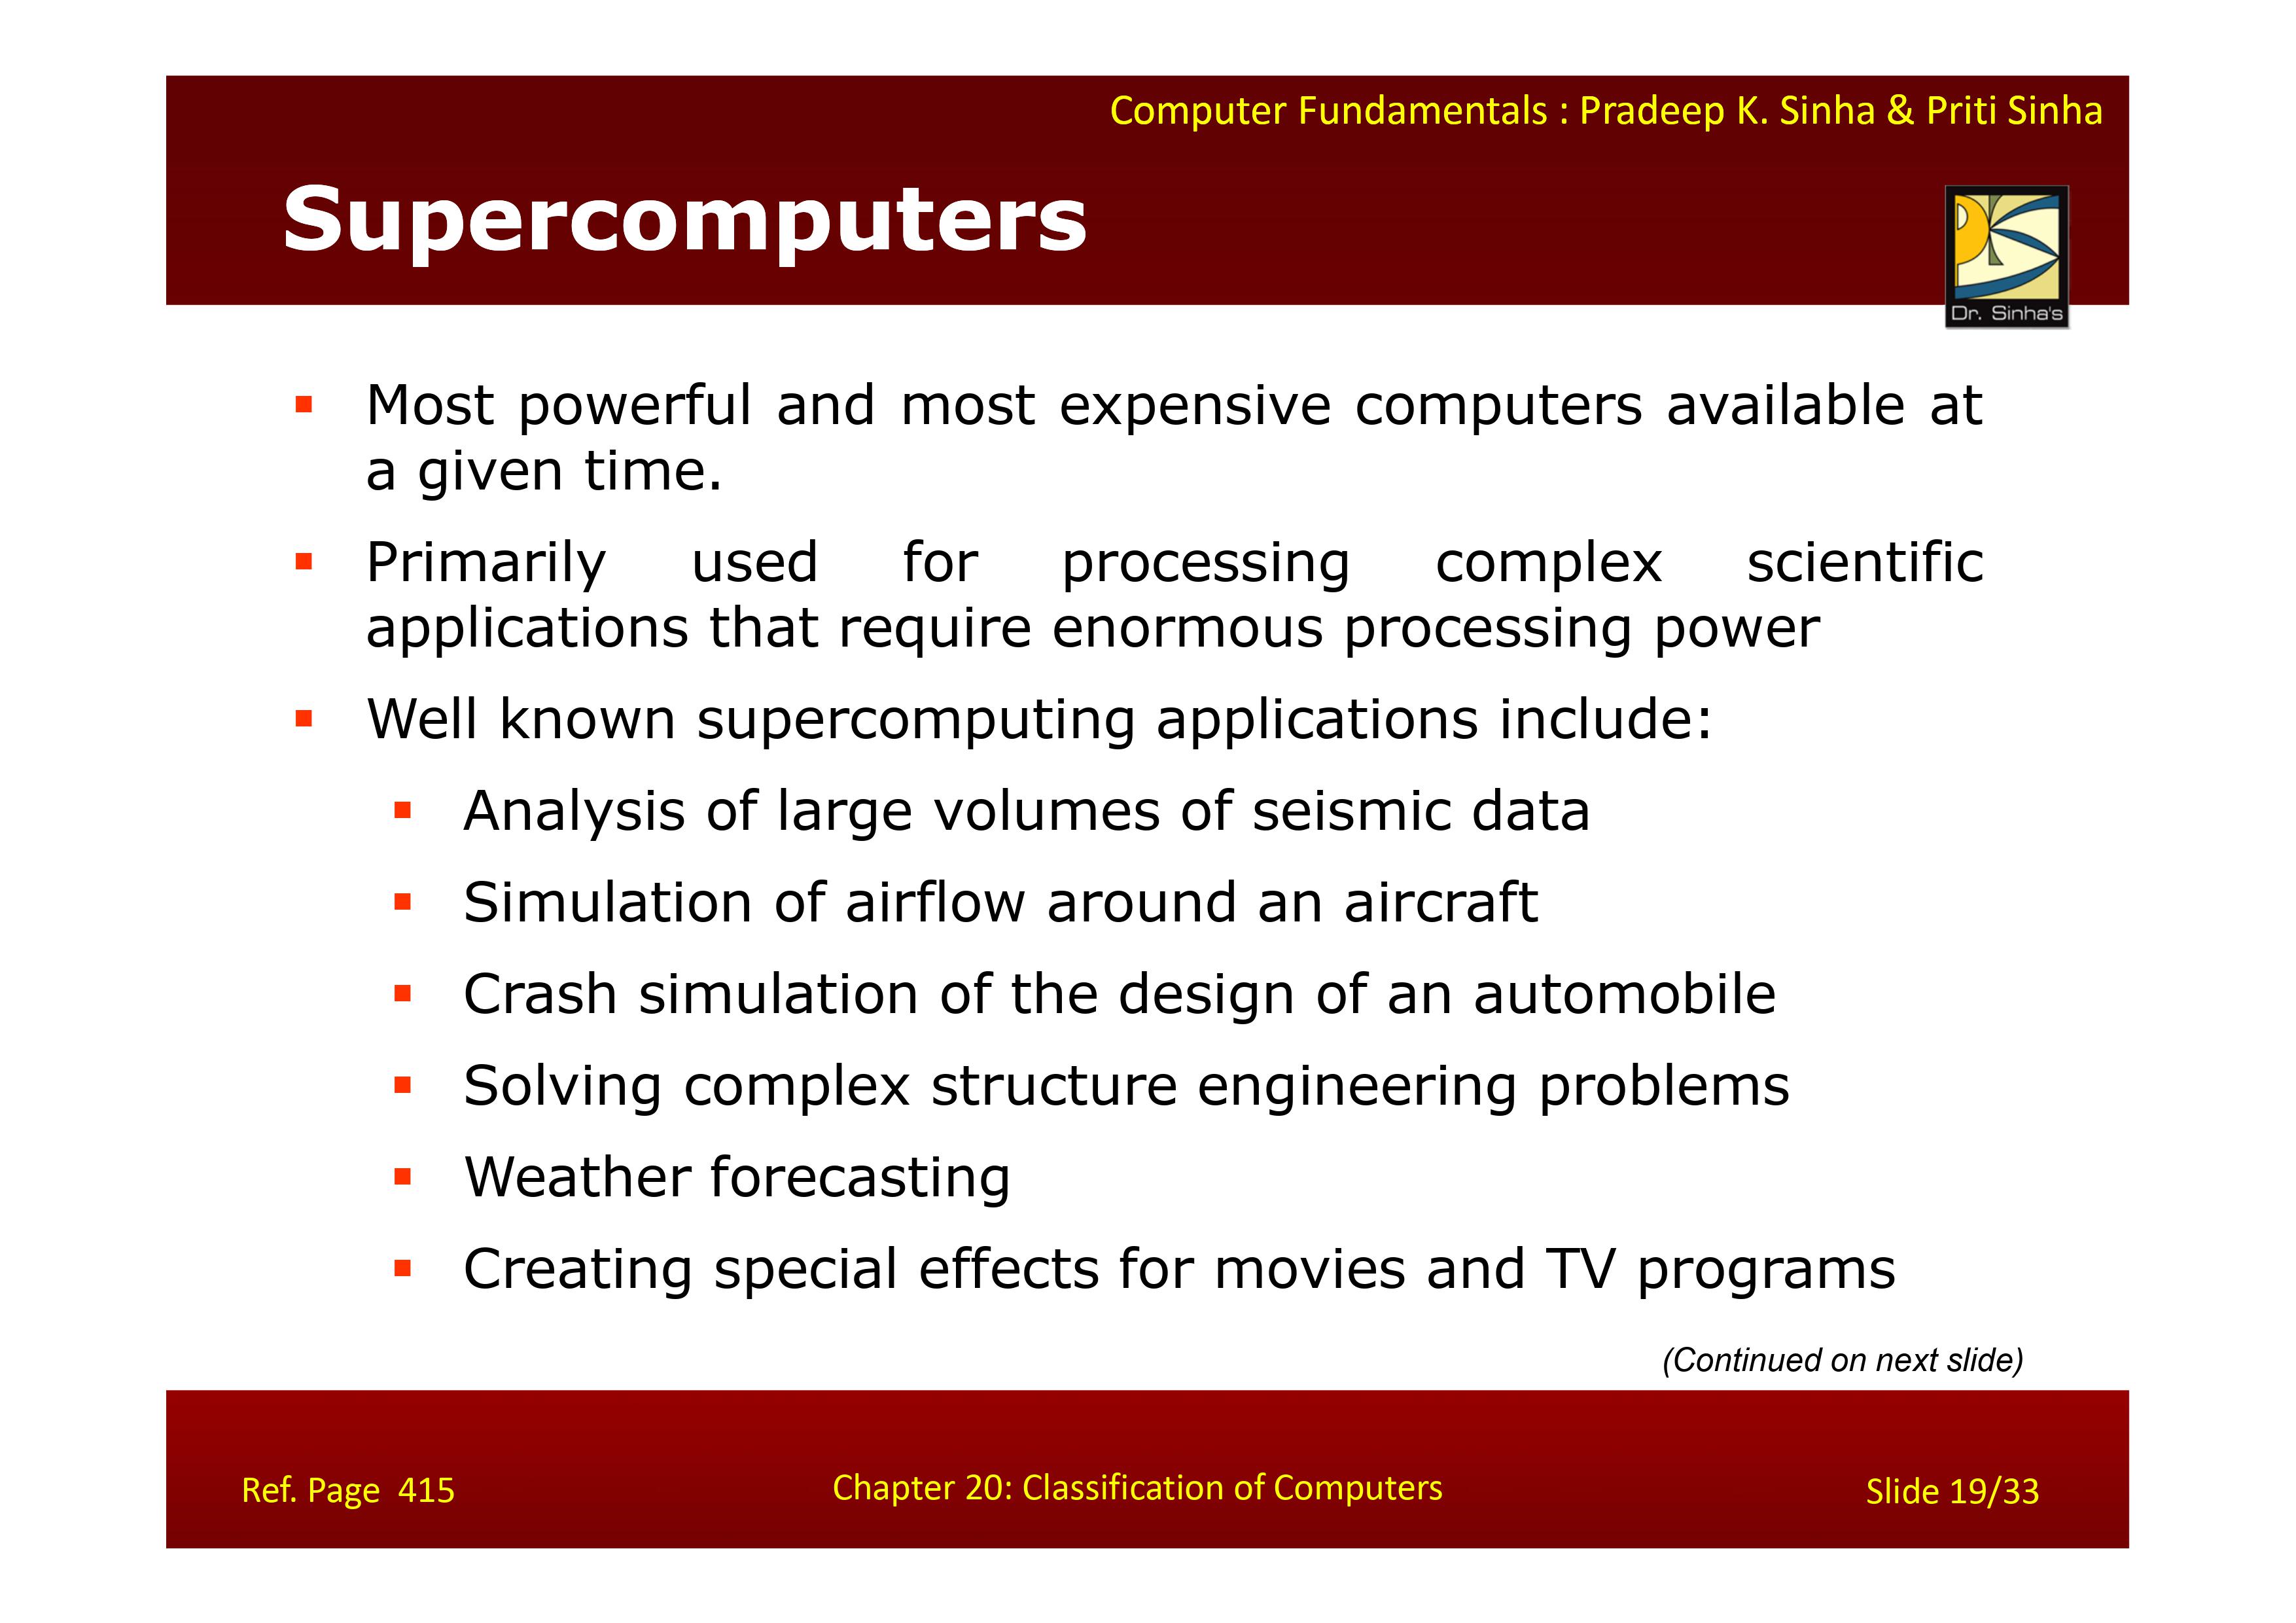 Computer Fundamentals : Pradeep K. Sinha & Priti Sinha
Supercomputers
Dr. Sinha's
▪ Most powerful and most expensive computers available at
a given time.
▪ Primarily used for processing complex scientific
applications that require enormous processing power
▪ Well known supercomputing applications include:
▪ Analysis of large volumes of seismic data
▪ Simulation of airflow around an aircraft
▪ Crash simulation of the design of an automobile
▪ Solving complex structure engineering problems
▪ Weather forecasting
▪ Creating special effects for movies and TV programs
(Continued on next slide)
Ref. Page 415
Chapter 20: Classification of Computers
Slide 19/33